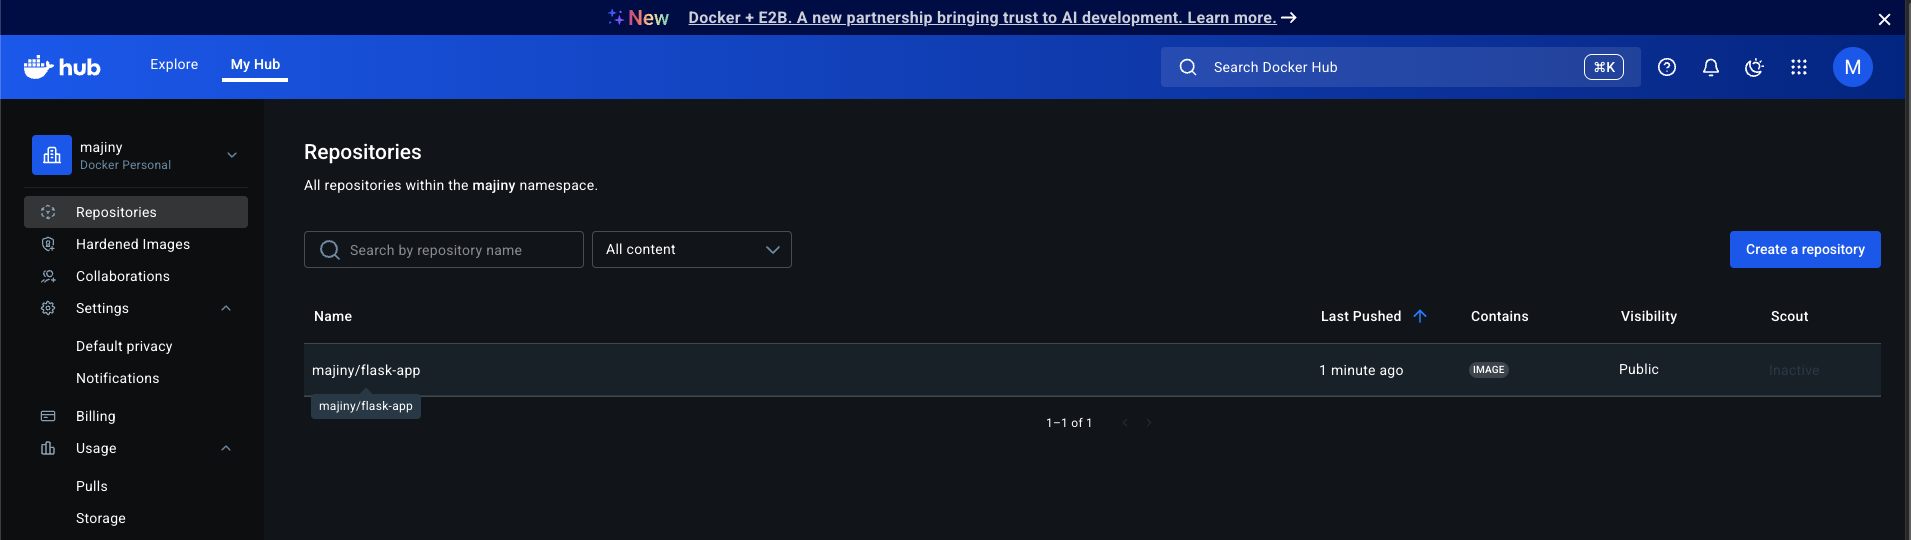 New Docker + E2B. A new partnership bringing trust to AI development. Learn more. →
hub Explore My Hub Search Docker Hub ⌘K M
majiny
Docker Personal
Repositories
Hardened Images
Collaborations
Settings
Default privacy
Notifications
Billing
Usage
Pulls
Storage
Repositories
All repositories within the majiny namespace.
Search by repository name All content Create a repository
Name Last Pushed Contains Visibility Scout
majiny/flask-app 1 minute ago IMAGE Public Inactive
majiny/flask-app
1–1 of 1